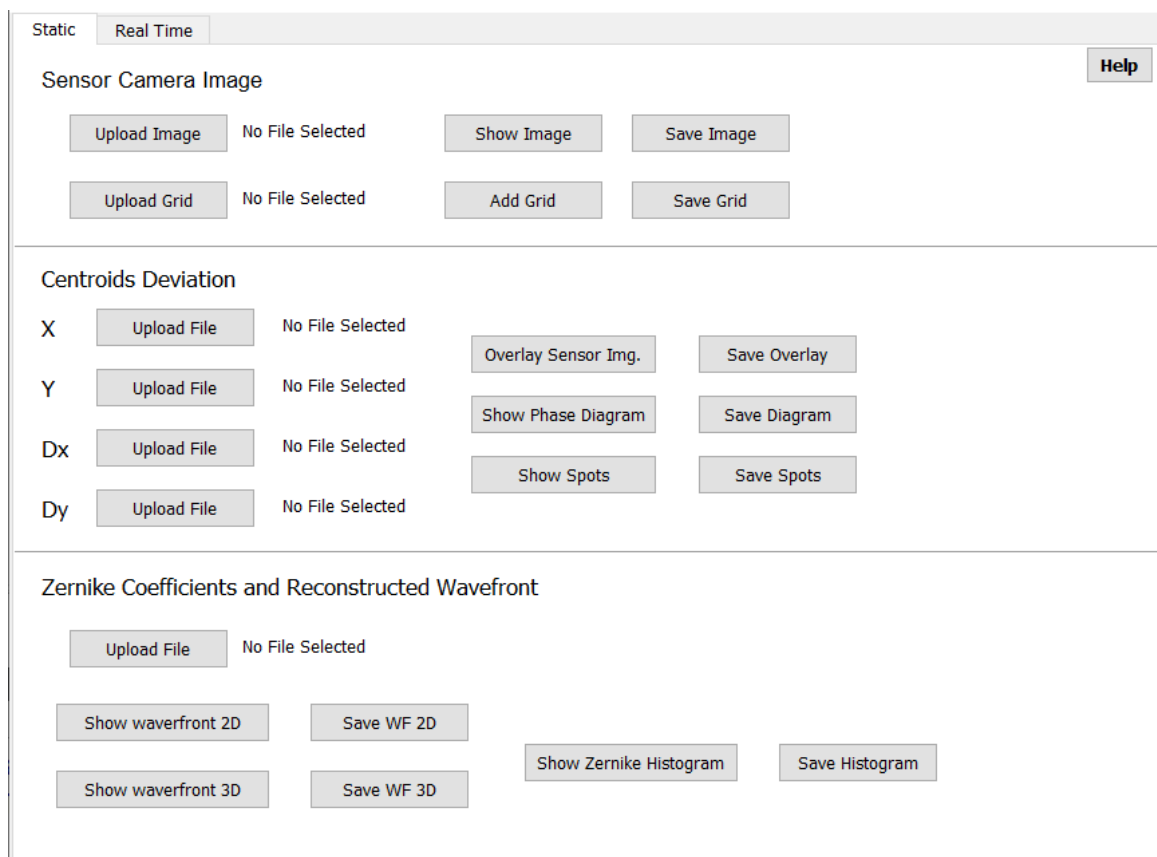 Static Real Time
Help
Sensor Camera Image
Upload Image No File Selected Show Image Save Image
Upload Grid No File Selected Add Grid Save Grid
Centroids Deviation
X Upload File No File Selected
Overlay Sensor Img. Save Overlay
Y Upload File No File Selected
Show Phase Diagram Save Diagram
Dx Upload File No File Selected
Show Spots Save Spots
Dy Upload File No File Selected
Zernike Coefficients and Reconstructed Wavefront
Upload File No File Selected
Show waverfront 2D Save WF 2D
Show Zernike Histogram Save Histogram
Show waverfront 3D Save WF 3D